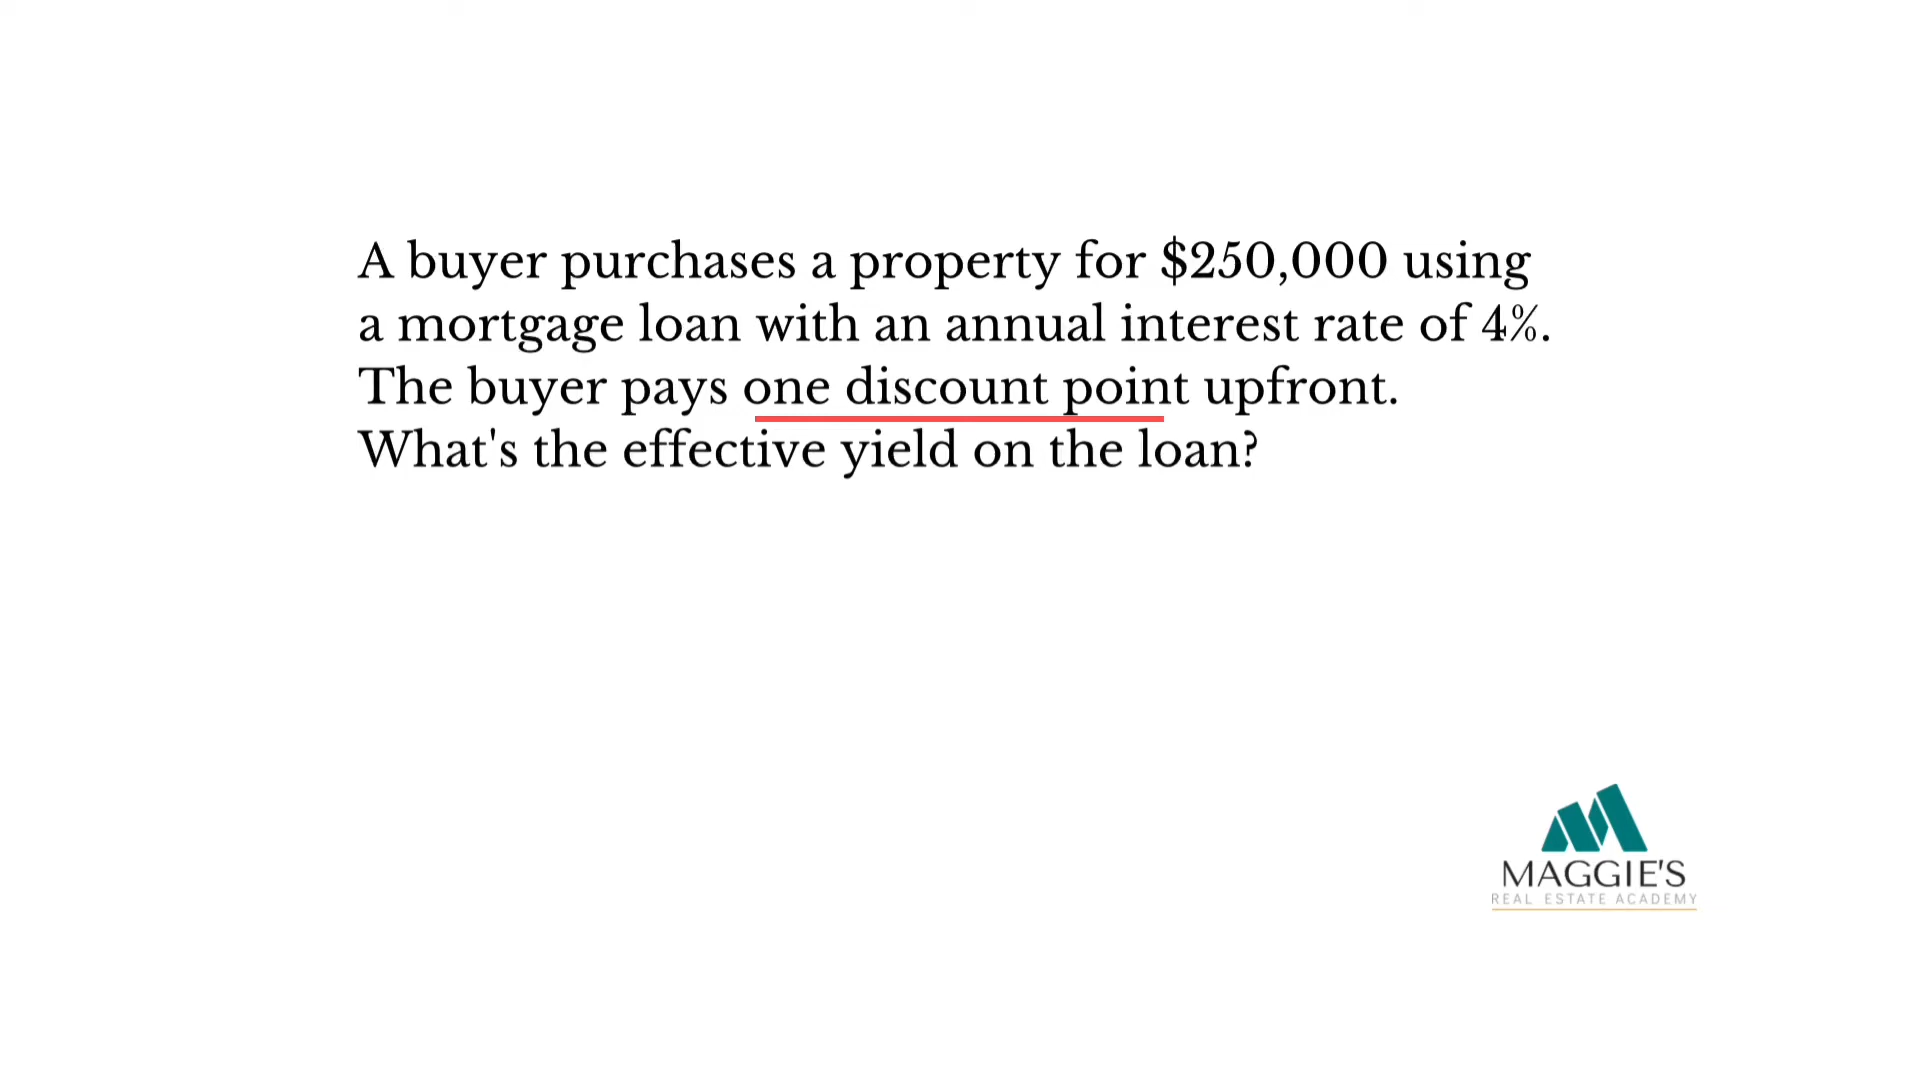 A buyer purchases a property for $250,000 using
a mortgage loan with an annual interest rate of 4%.
The buyer pays one discount point upfront.
What's the effective yield on the loan?
MAGGIE'S
REAL ESTATE ACADEMY